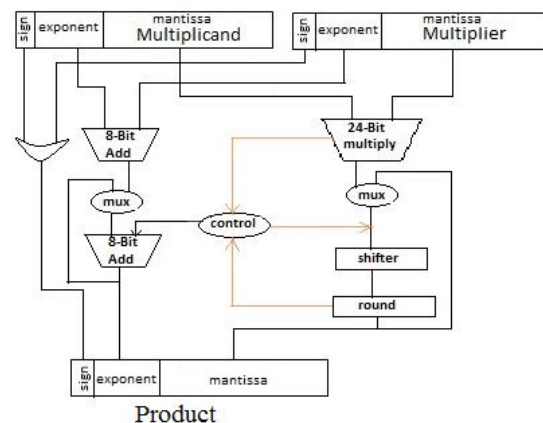 sign
exponent
mantissa
Multiplicand
sign
exponent
mantissa
Multiplier
8-Bit
Add
24-Bit
multiply
mux
mux
control
8-Bit
Add
shifter
round
sign
exponent
mantissa
Product